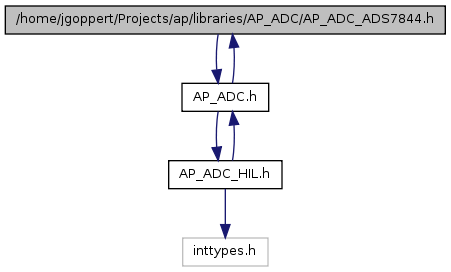 /home/jgoppert/Projects/ap/libraries/AP_ADC/AP_ADC_ADS7844.h
AP_ADC.h
AP_ADC_HIL.h
inttypes.h